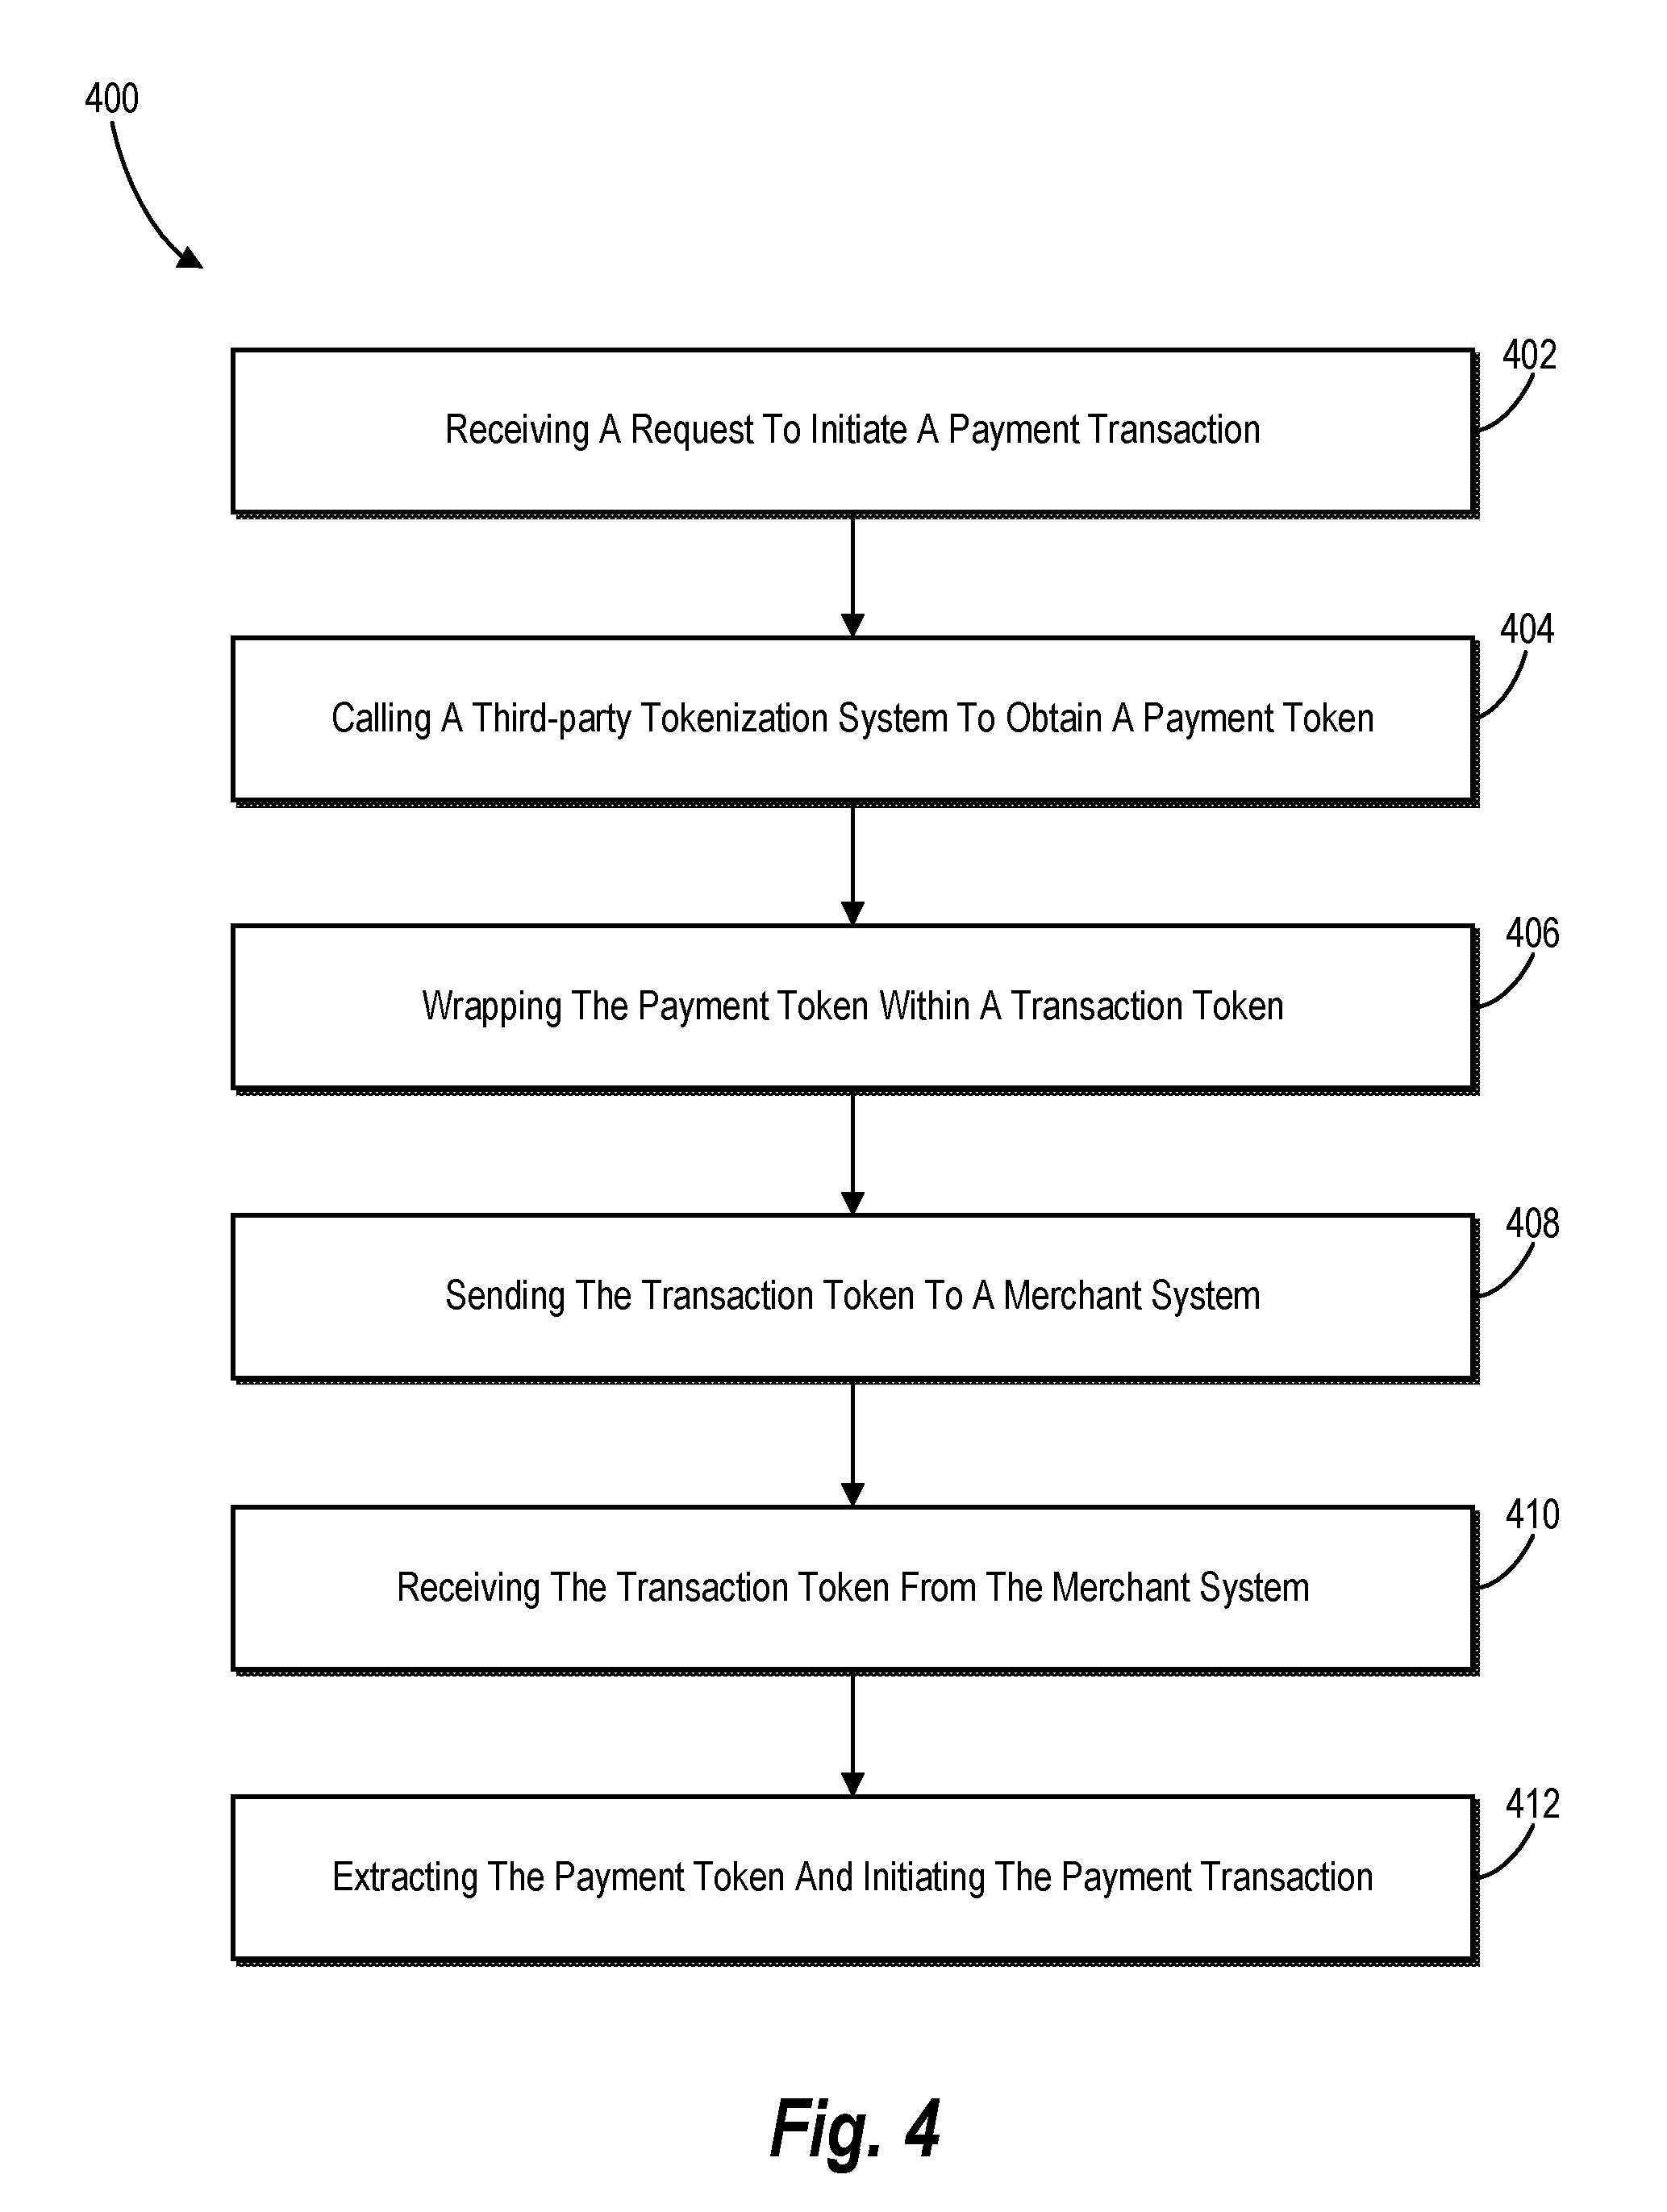 400
402
Receiving A Request To Initiate A Payment Transaction
404
Calling A Third-party Tokenization System To Obtain A Payment Token
406
Wrapping The Payment Token Within A Transaction Token
408
Sending The Transaction Token To A Merchant System
410
Receiving The Transaction Token From The Merchant System
412
Extracting The Payment Token And Initiating The Payment Transaction
Fig. 4